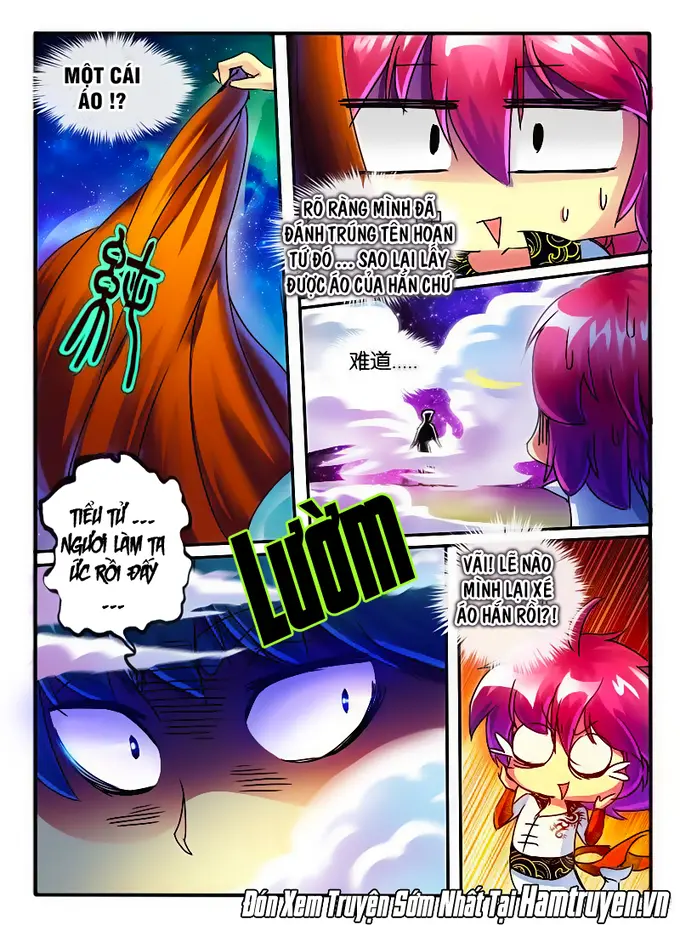 MỘT CÁI
ÁO !?
RÕ RÀNG MÌNH ĐÃ
ĐÁNH TRÚNG TÊN HOẠN
TỬ ĐÓ ... SAO LẠI LẤY
ĐƯỢC ÁO CỦA HẮN CHỨ
难道.....
TIỂU TỬ ...
NGƯƠI LÀM TA
ỨC RỒI ĐẤY
...
LƯỜM
VÃI! LẼ NÀO
MÌNH LẠI XÉ
ÁO HẮN RỒI?!
Đón Xem Truyện Sớm Nhất Tại Hamtruyen.vn